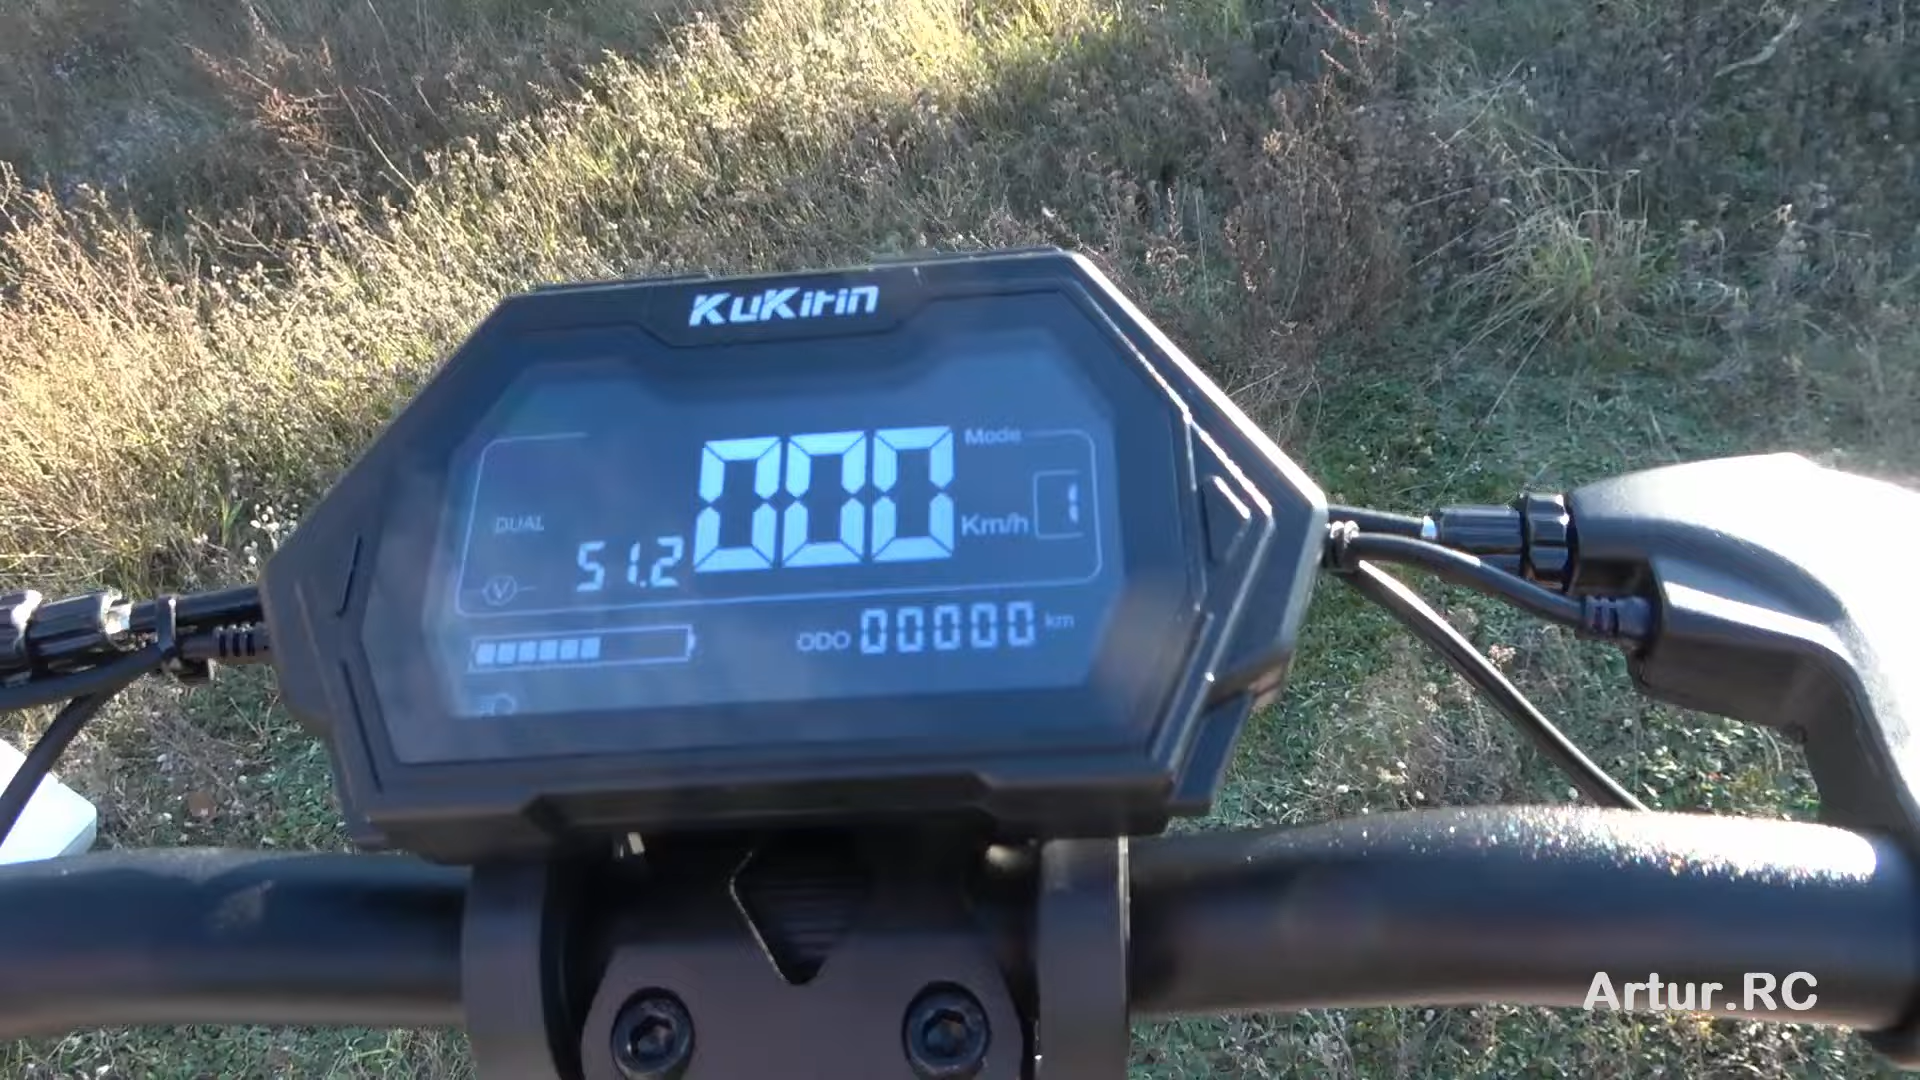 KuKirin
Mode
000
Km/h
1
DUAL
51.2
V
ODO 00000 km
Artur.RC